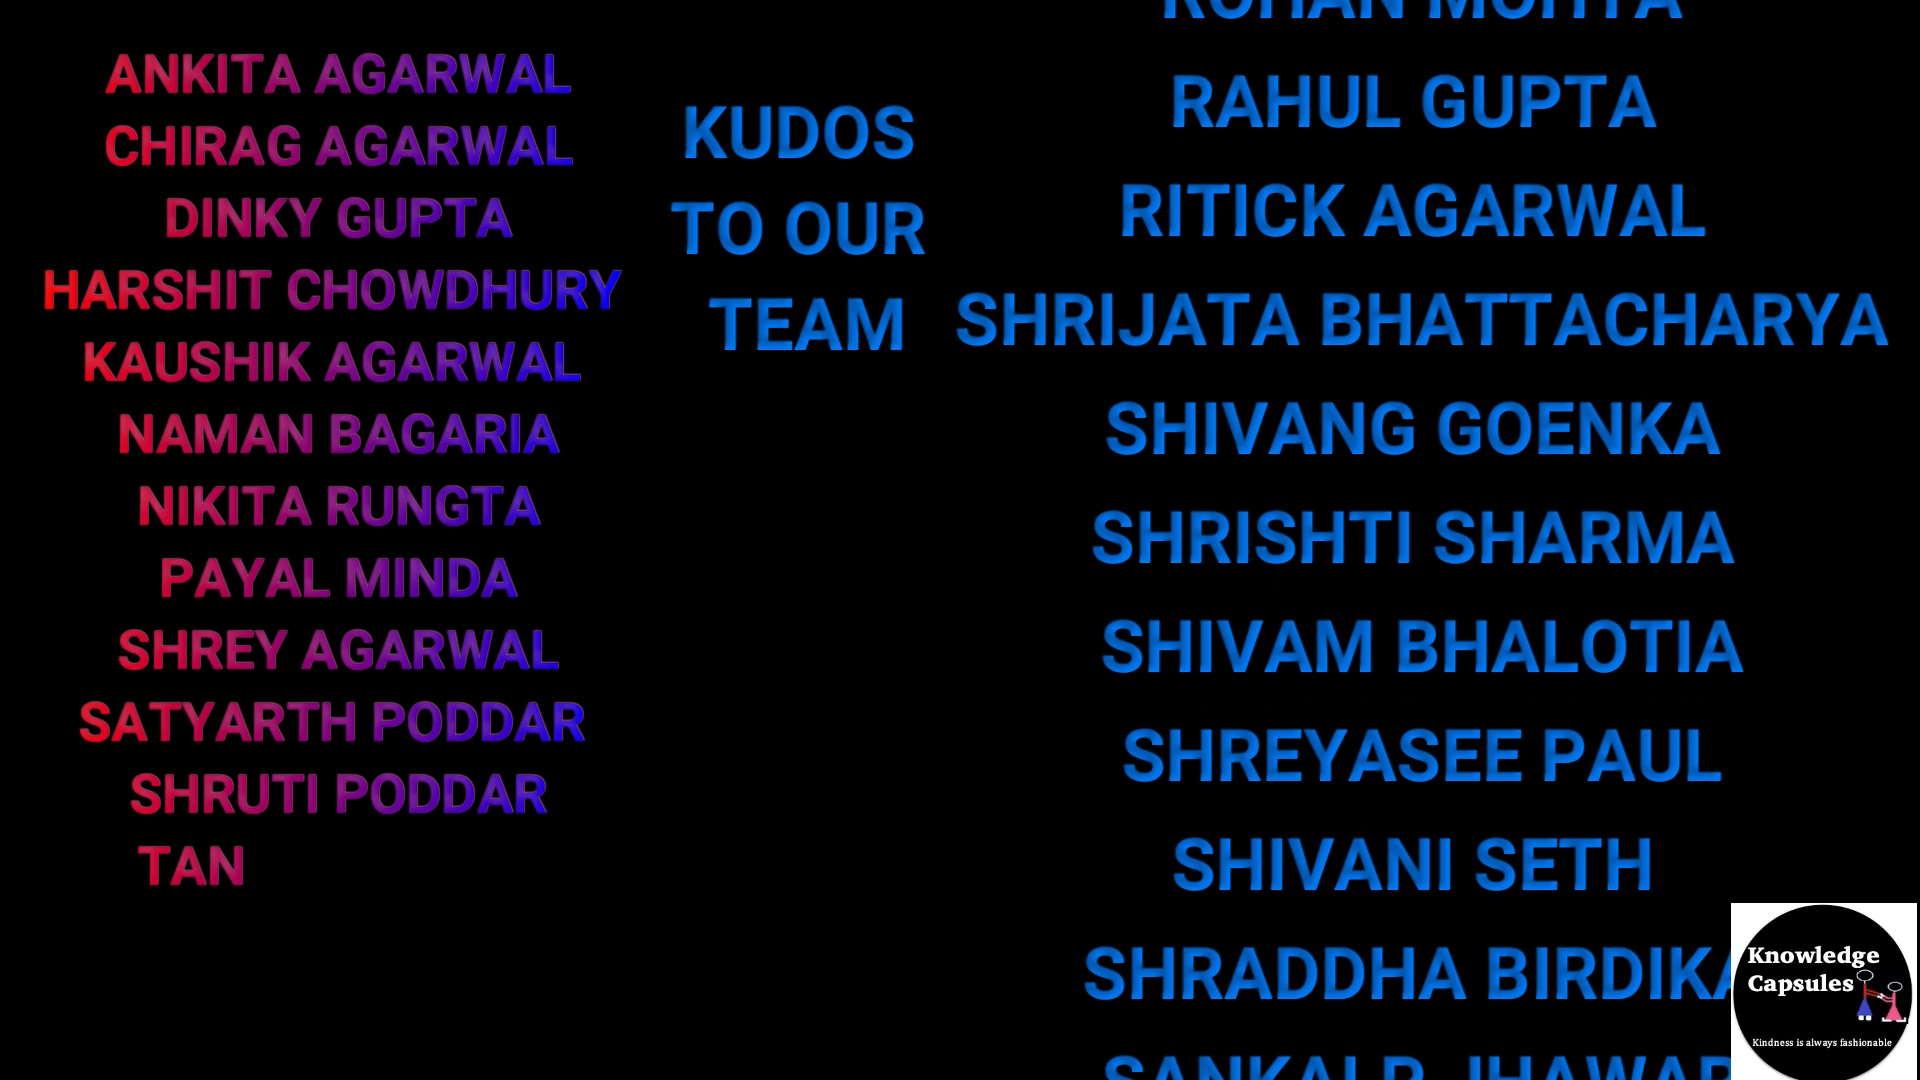 ANKITA AGARWAL
CHIRAG AGARWAL
DINKY GUPTA
HARSHIT CHOWDHURY
KAUSHIK AGARWAL
NAMAN BAGARIA
NIKITA RUNGTA
PAYAL MINDA
SHREY AGARWAL
SATYARTH PODDAR
SHRUTI PODDAR
TAN
KUDOS
TO OUR
TEAM
RAHUL GUPTA
RITICK AGARWAL
SHRIJATA BHATTACHARYA
SHIVANG GOENKA
SHRISHTI SHARMA
SHIVAM BHALOTIA
SHREYASEE PAUL
SHIVANI SETH
SHRADDHA
Knowledge
Capsules
Kindness is always fashionable